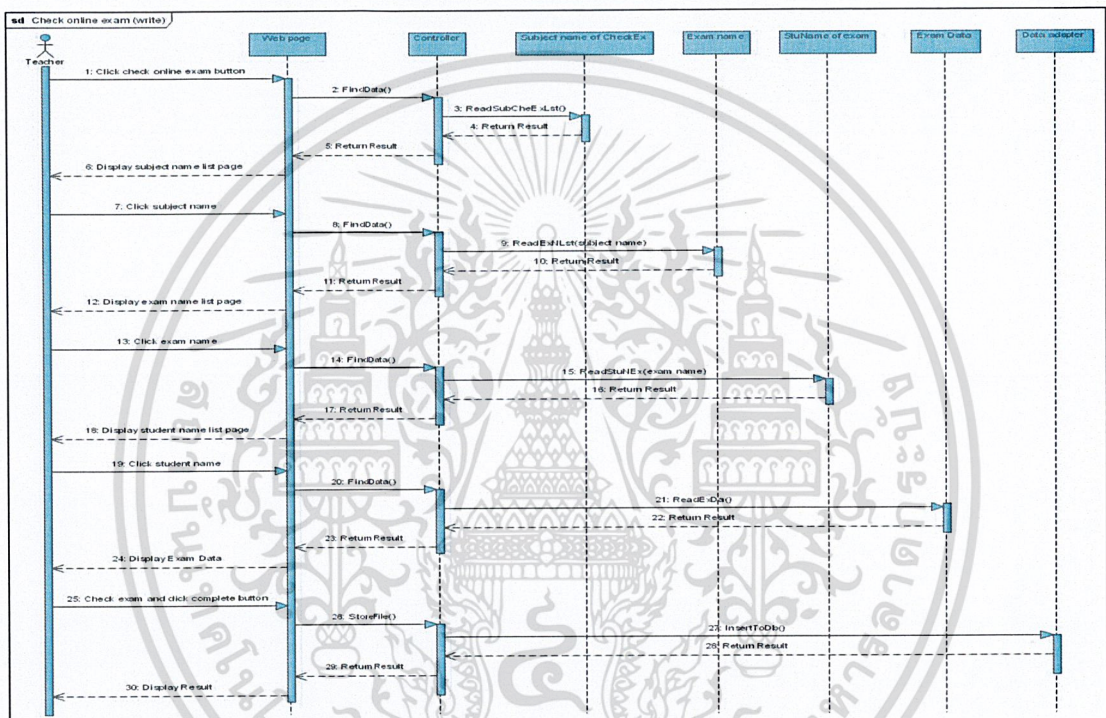 sd Check online exam (write)
Teacher
Web page
Controller
Subject name of CheckEx
Exam name
StuName of exam
Exam Data
Data adapter
1: Click check online exam button
2: FindData()
3: ReadSubCheExLst()
4: Return Result
5: Return Result
6: Display subject name list page
7: Click subject name
8: FindData()
9: ReadExNLst(subject name)
10: Return Result
11: Return Result
12: Display exam name list page
13: Click exam name
14: FindData()
15: ReadStuNEx(exam name)
16: Return Result
17: Return Result
18: Display student name list page
19: Click student name
20: FindData()
21: ReadExDa()
22: Return Result
23: Return Result
24: Display Exam Data
25: Check exam and click complete button
26: StoreFile()
27: InsertToDb()
28: Return Result
29: Return Result
30: Display Result